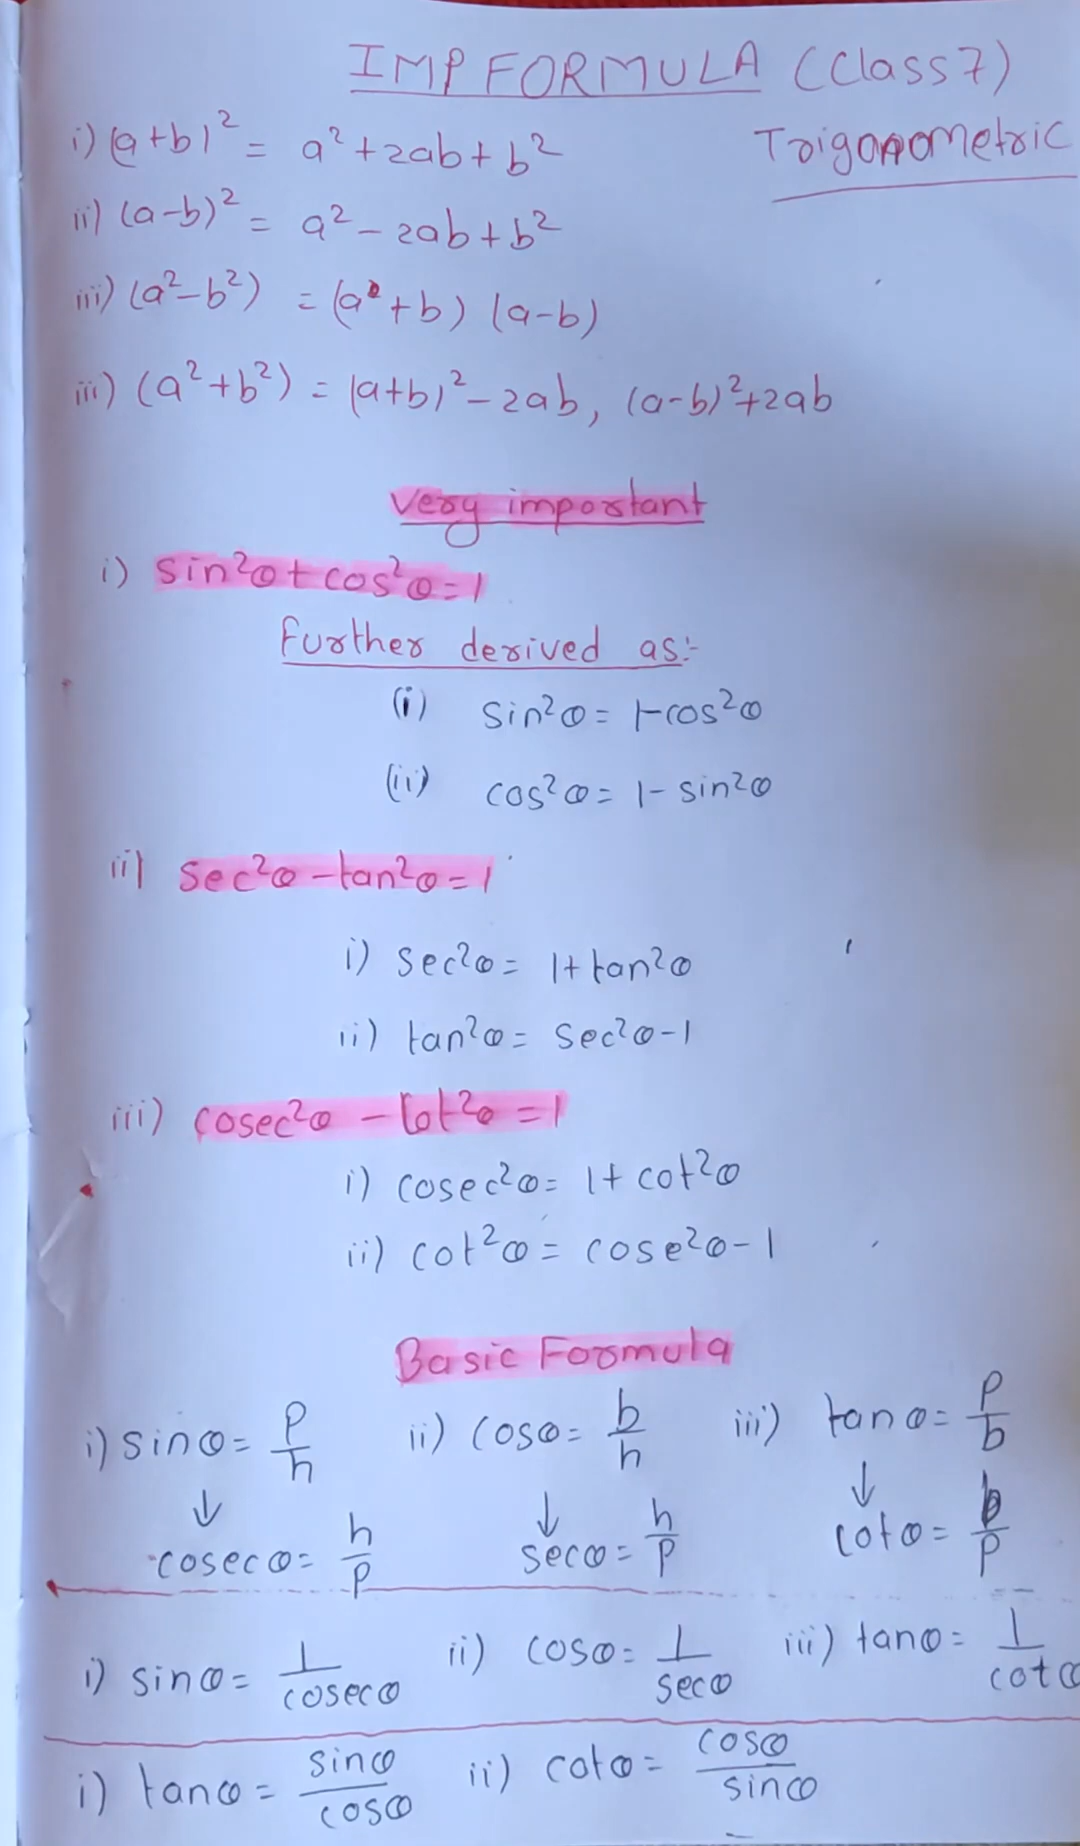 IMP FORMULA (Class 7)
Trigonometric
i) (a+b)² = a²+2ab+b²
ii) (a-b)² = a²-2ab+b²
iii) (a²-b²) = (a+b) (a-b)
iii) (a²+b²) = (a+b)²-2ab, (a-b)²+2ab
Very important
i) sin²θ+cos²θ=1
Further derived as:-
(i) sin²θ= 1-cos²θ
(ii) cos²θ= 1- sin²θ
ii) sec²θ-tan²θ=1
i) sec²θ= 1+tan²θ
ii) tan²θ= sec²θ-1
iii) cosec²θ - Cot²θ =1
i) cosec²θ= 1+ cot²θ
ii) cot²θ = cose²θ-1
Basic Formula
i) sinθ= P/h ii) cosθ= b/h iii) tanθ= P/b
↓ ↓ ↓
cosecθ= h/P secθ= h/P cotθ= b/P
i) sinθ= 1/cosecθ ii) cosθ= 1/secθ iii) tanθ= 1/cotθ
i) tanθ= sinθ/cosθ ii) cotθ= cosθ/sinθ